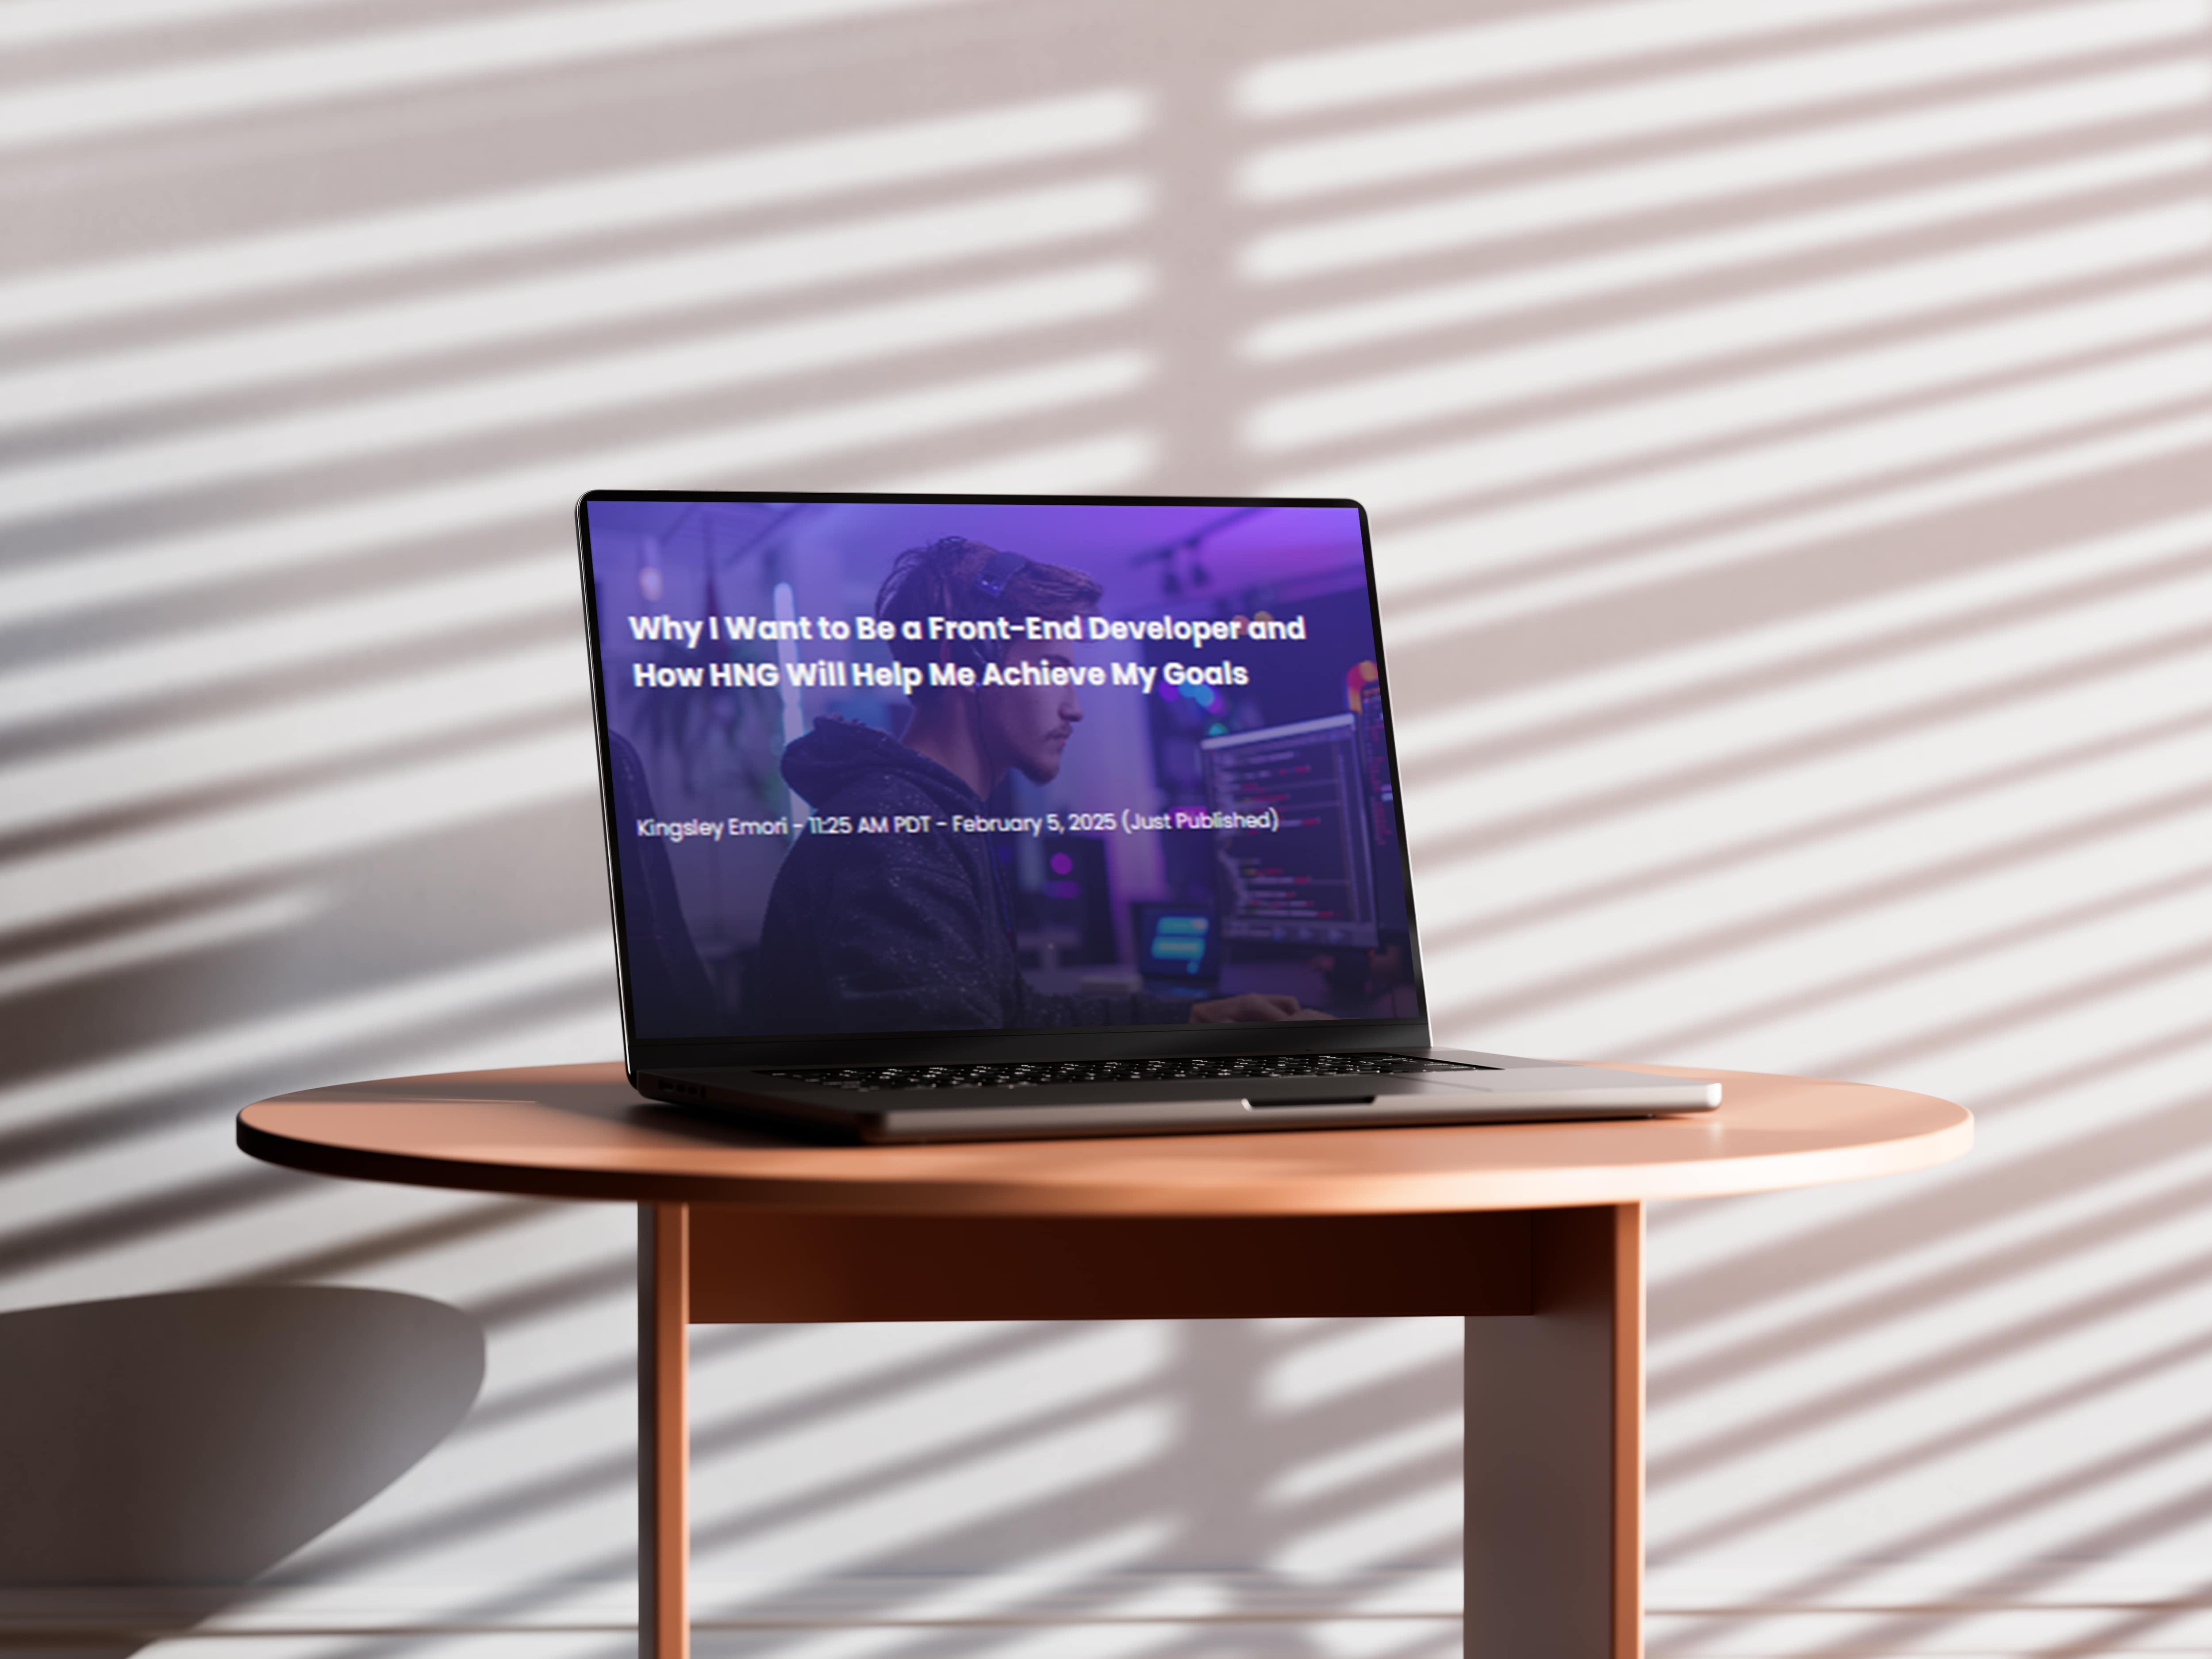 Why I Want to Be a Front-End Developer and
How HNG Will Help Me Achieve My Goals
Kingsley Emori - 11:25 AM PDT - February 5, 2025 (Just Published)